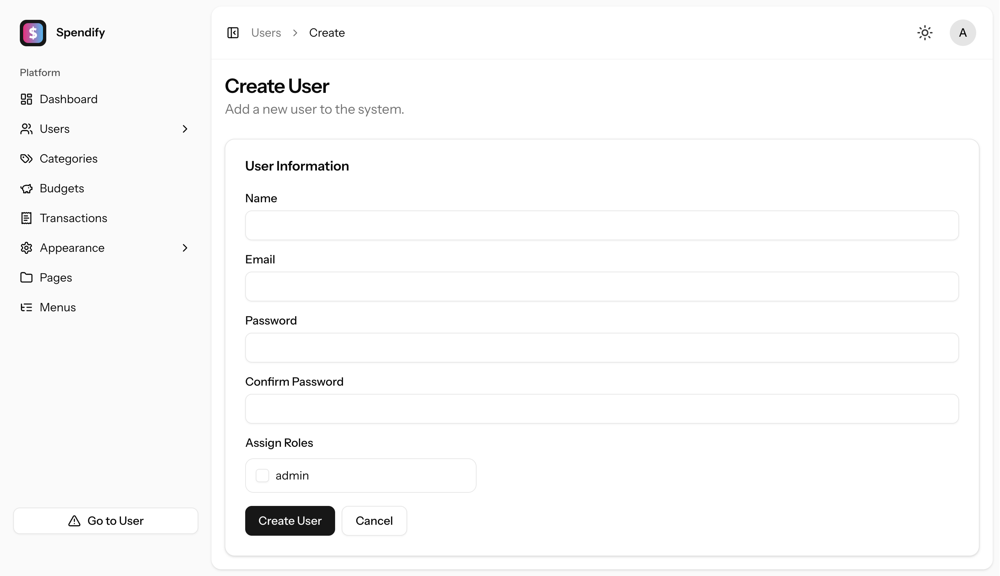 Spendify
Platform
Dashboard
Users
Categories
Budgets
Transactions
Appearance
Pages
Menus
Go to User
Users > Create
A
Create User
Add a new user to the system.
User Information
Name
Email
Password
Confirm Password
Assign Roles
admin
Create User
Cancel